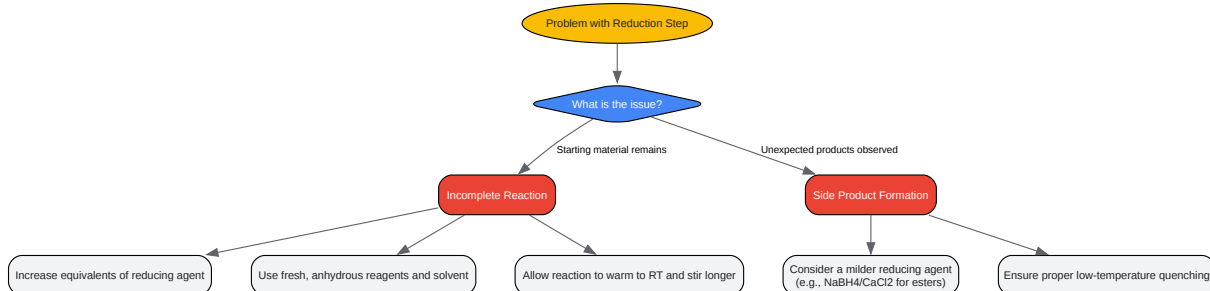 Problem with Reduction Step
What is the issue?
Starting material remains
Unexpected products observed
Incomplete Reaction
Side Product Formation
Increase equivalents of reducing agent
Use fresh, anhydrous reagents and solvent
Allow reaction to warm to RT and stir longer
Consider a milder reducing agent
(e.g., NaBH4/CaCl2 for esters)
Ensure proper low-temperature quenching